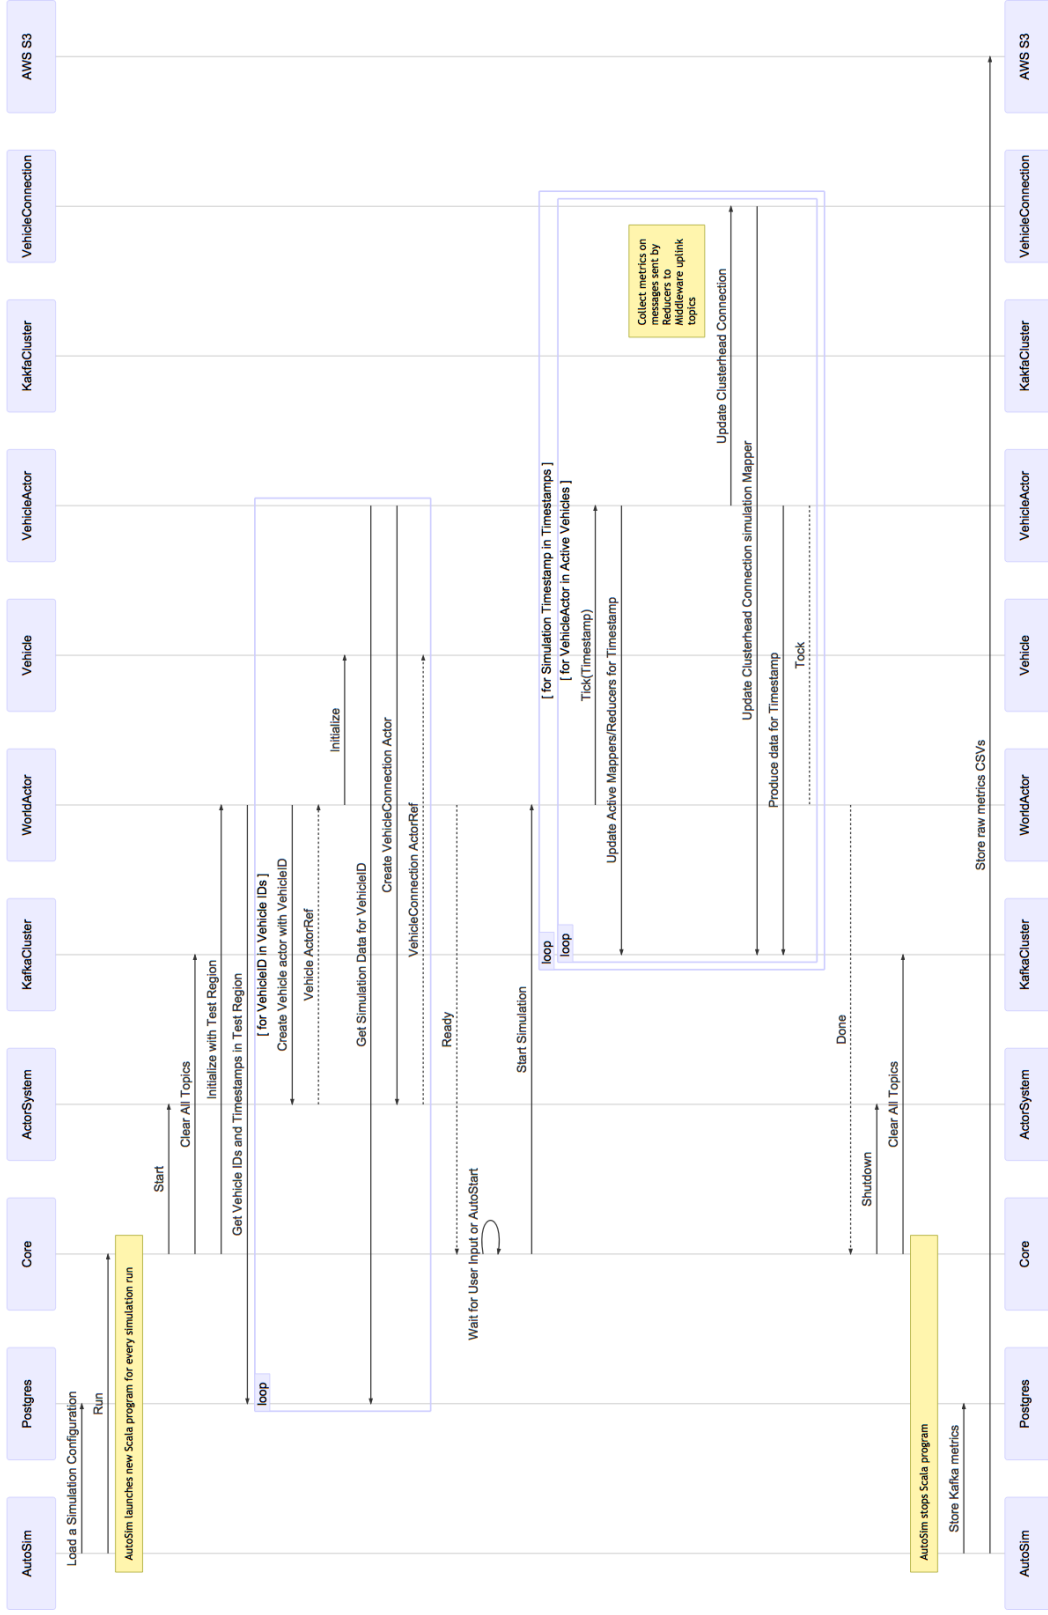 AutoSim
Postgres
Core
ActorSystem
KafkaCluster
WorldActor
Vehicle
VehicleActor
KakfaCluster
VehicleConnection
AWS S3
Load a Simulation Configuration
Run
AutoSim launches new Scala program for every simulation run
Start
Clear All Topics
Initialize with Test Region
Get Vehicle IDs and Timestamps in Test Region
loop
[ for VehicleID in Vehicle IDs ]
Create Vehicle actor with VehicleID
Vehicle ActorRef
Initialize
Get Simulation Data for VehicleID
Create VehicleConnection Actor
VehicleConnection ActorRef
Ready
Wait for User Input or AutoStart
Start Simulation
loop
[ for Simulation Timestamp in Timestamps ]
loop
[ for VehicleActor in Active Vehicles ]
Tick(Timestamp)
Update Active Mappers/Reducers for Timestamp
Collect metrics on
messages sent by
Reducers to
Middleware uplink
topics
Update Clusterhead Connection
Update Clusterhead Connection simulation Mapper
Produce data for Timestamp
Tock
Done
Shutdown
Clear All Topics
AutoSim stops Scala program
Store Kafka metrics
Store raw metrics CSVs
AutoSim
Postgres
Core
ActorSystem
KafkaCluster
WorldActor
Vehicle
VehicleActor
KakfaCluster
VehicleConnection
AWS S3